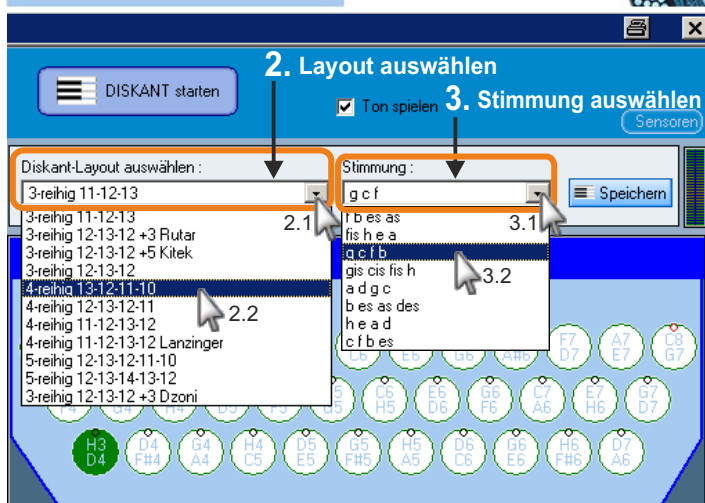 2. Layout auswählen
DISKANT starten
Ton spielen
3. Stimmung auswählen
Sensoren
Diskant-Layout auswählen :
Stimmung :
3-reihig 11-12-13
g c f
Speichern
2.1
3.1
3-reihig 11-12-13
3-reihig 12-13-12 +3 Rutar
3-reihig 12-13-12 +5 Kitek
3-reihig 12-13-12
4-reihig 13-12-11-10
4-reihig 12-13-12-11
4-reihig 11-12-13-12
4-reihig 11-12-13-12 Lanzinger
5-reihig 12-13-12-11-10
5-reihig 12-13-14-13-12
3-reihig 12-13-12 +3 Dzoni
2.2
f b es as
fis h e a
g c f b
gis cis fis h
a d g c
b es as des
h e a d
c f b es
3.2
F7 A7 C8
C6 E6 G6 A#6 D7 E7 G7
C6 E6 G6 C7 E7 G7
F4 G4 H4 D5 F5 G5 H5 D6 F6 A6 H6 D7
H3 D4 G4 H4 D5 G5 H5 D6 G6 H6 D7
D4 F#4 A4 C5 E5 F#5 A5 C6 E6 F#6 A6